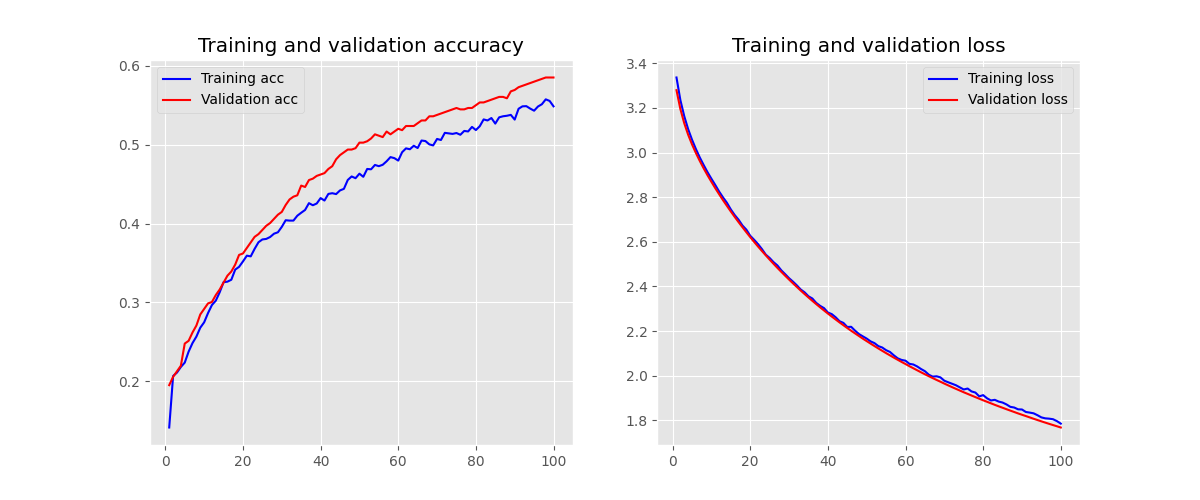 Training and validation accuracy
Training acc
Validation acc
0.6
0.5
0.4
0.3
0.2
0 20 40 60 80 100
Training and validation loss
Training loss
Validation loss
3.4
3.2
3.0
2.8
2.6
2.4
2.2
2.0
1.8
0 20 40 60 80 100